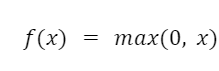 f(x) = max(0, x)